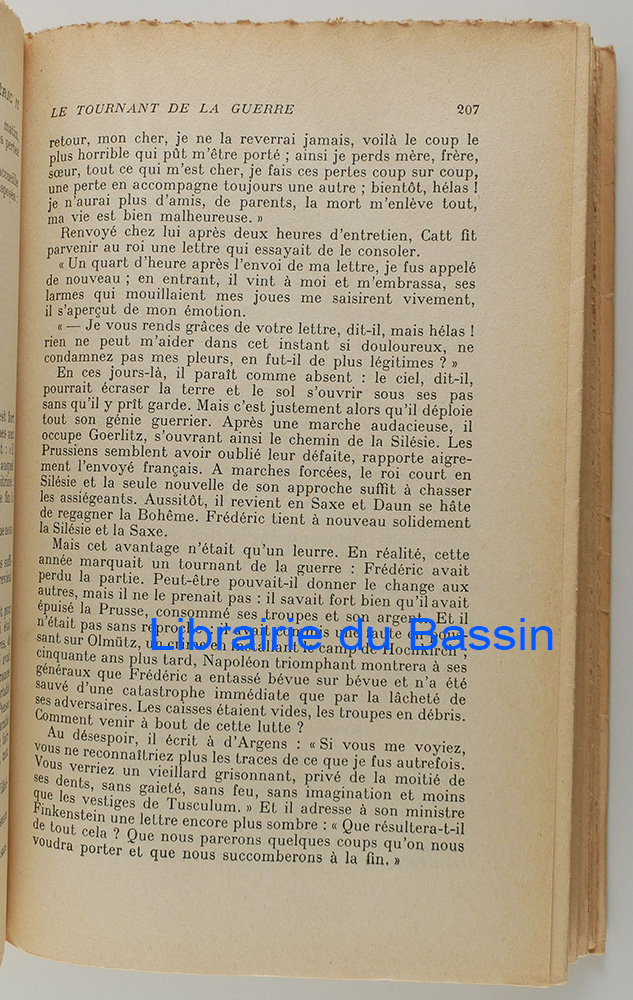 LE TOURNANT DE LA GUERRE 207
retour, mon cher, je ne la reverrai jamais, voilà le coup le
plus horrible qui pût m'être porté ; ainsi je perds mère, frère,
sœur, tout ce qui m'est cher, je fais ces pertes coup sur coup,
une perte en accompagne toujours une autre ; bientôt, hélas !
je n'aurai plus d'amis, de parents, la mort m'enlève tout,
ma vie est bien malheureuse. »
Renvoyé chez lui après deux heures d'entretien, Catt fit
parvenir au roi une lettre qui essayait de le consoler.
« Un quart d'heure après l'envoi de ma lettre, je fus appelé
de nouveau ; en entrant, il vint à moi et m'embrassa, ses
larmes qui mouillaient mes joues me saisirent vivement,
il s'aperçut de mon émotion.
« — Je vous rends grâces de votre lettre, dit-il, mais hélas !
rien ne peut m'aider dans cet instant si douloureux, ne
condamnez pas mes pleurs, en fut-il de plus légitimes ? »
En ces jours-là, il paraît comme absent : le ciel, dit-il,
pourrait écraser la terre et le sol s'ouvrir sous ses pas
sans qu'il y prît garde. Mais c'est justement alors qu'il déploie
tout son génie guerrier. Après une marche audacieuse, il
occupe Goerlitz, s'ouvrant ainsi le chemin de la Silésie. Les
Prussiens semblent avoir oublié leur défaite, rapporte aigre-
ment l'envoyé français. A marches forcées, le roi court en
Silésie et la seule nouvelle de son approche suffit à chasser
les assiégeants. Aussitôt, il revient en Saxe et Daun se hâte
de regagner la Bohême. Frédéric tient à nouveau solidement
la Silésie et la Saxe.
Mais cet avantage n'était qu'un leurre. En réalité, cette
année marquait un tournant de la guerre : Frédéric avait
perdu la partie. Peut-être pouvait-il donner le change aux
autres, mais il ne le prenait pas : il savait fort bien qu'il avait
épuisé la Prusse, consommé ses troupes et son argent. Et il
n'était pas sans reproche : il avait commis une faute en pous-
sant sur Olmütz, un crime en installant le camp de Hochkirch ;
cinquante ans plus tard, Napoléon triomphant montrera à ses
généraux que Frédéric a entassé bévue sur bévue et n'a été
sauvé d'une catastrophe immédiate que par la lâcheté de
ses adversaires. Les caisses étaient vides, les troupes en débris.
Comment venir à bout de cette lutte ?
Au désespoir, il écrit à d'Argens : « Si vous me voyiez,
vous ne reconnaîtriez plus les traces de ce que je fus autrefois.
Vous verriez un vieillard grisonnant, privé de la moitié de
ses dents, sans gaieté, sans feu, sans imagination et moins
que les vestiges de Tusculum. » Et il adresse à son ministre
Finkenstein une lettre encore plus sombre : « Que résultera-t-il
de tout cela ? Que nous parerons quelques coups qu'on nous
voudra porter et que nous succomberons à la fin. »
Librairie du Bassin